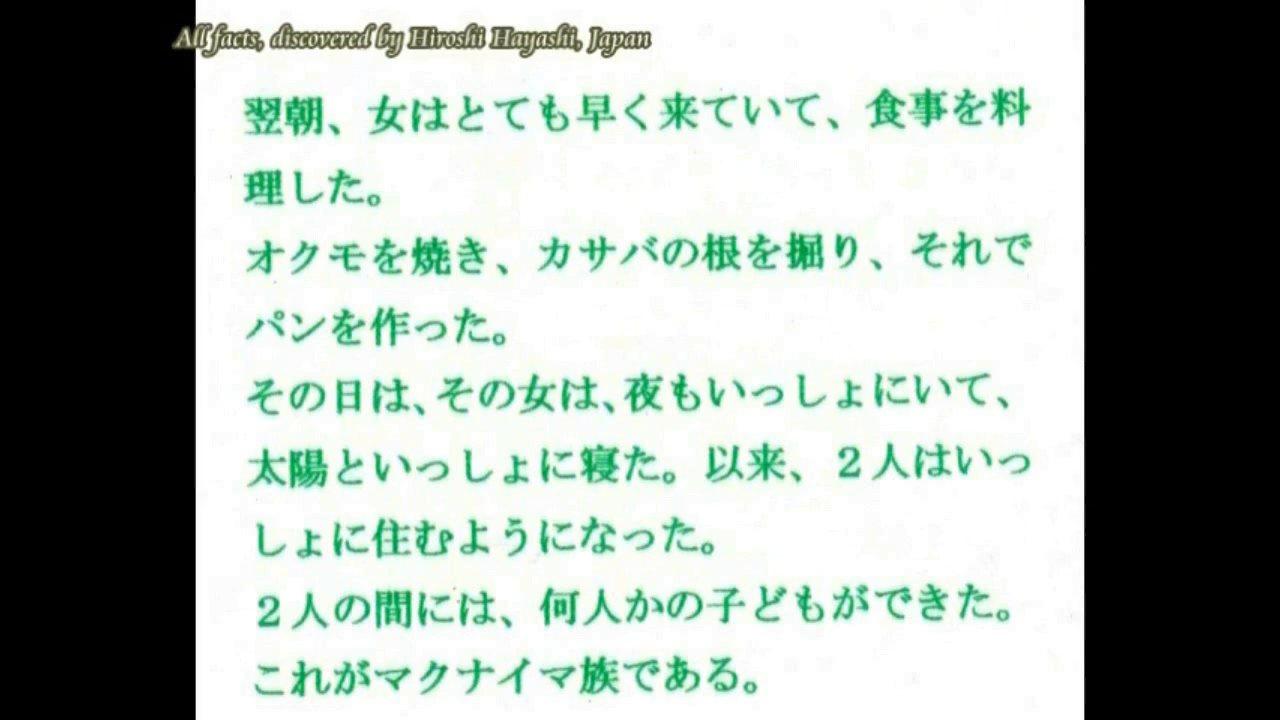 All facts, discovered by Hiroshi Hayashi, Japan
翌朝、女はとても早く来ていて、食事を料
理した。
オクモを焼き、カサバの根を掘り、それで
パンを作った。
その日は、その女は、夜もいっしょにいて、
太陽といっしょに寝た。以来、２人はいっ
しょに住むようになった。
２人の間には、何人かの子どもができた。
これがマクナイマ族である。